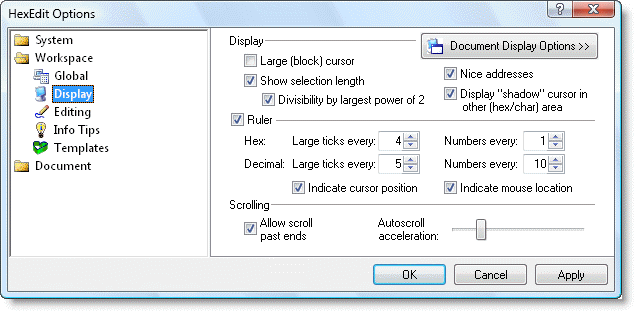 HexEdit Options
System
Workspace
Global
Display
Editing
Info Tips
Templates
Document
Display
Document Display Options >>
Large (block) cursor
Show selection length
Nice addresses
Divisibility by largest power of 2
Display "shadow" cursor in
other (hex/char) area
Ruler
Hex: Large ticks every: 4 Numbers every: 1
Decimal: Large ticks every: 5 Numbers every: 10
Indicate cursor position
Indicate mouse location
Scrolling
Allow scroll
past ends
Autoscroll
acceleration:
OK Cancel Apply